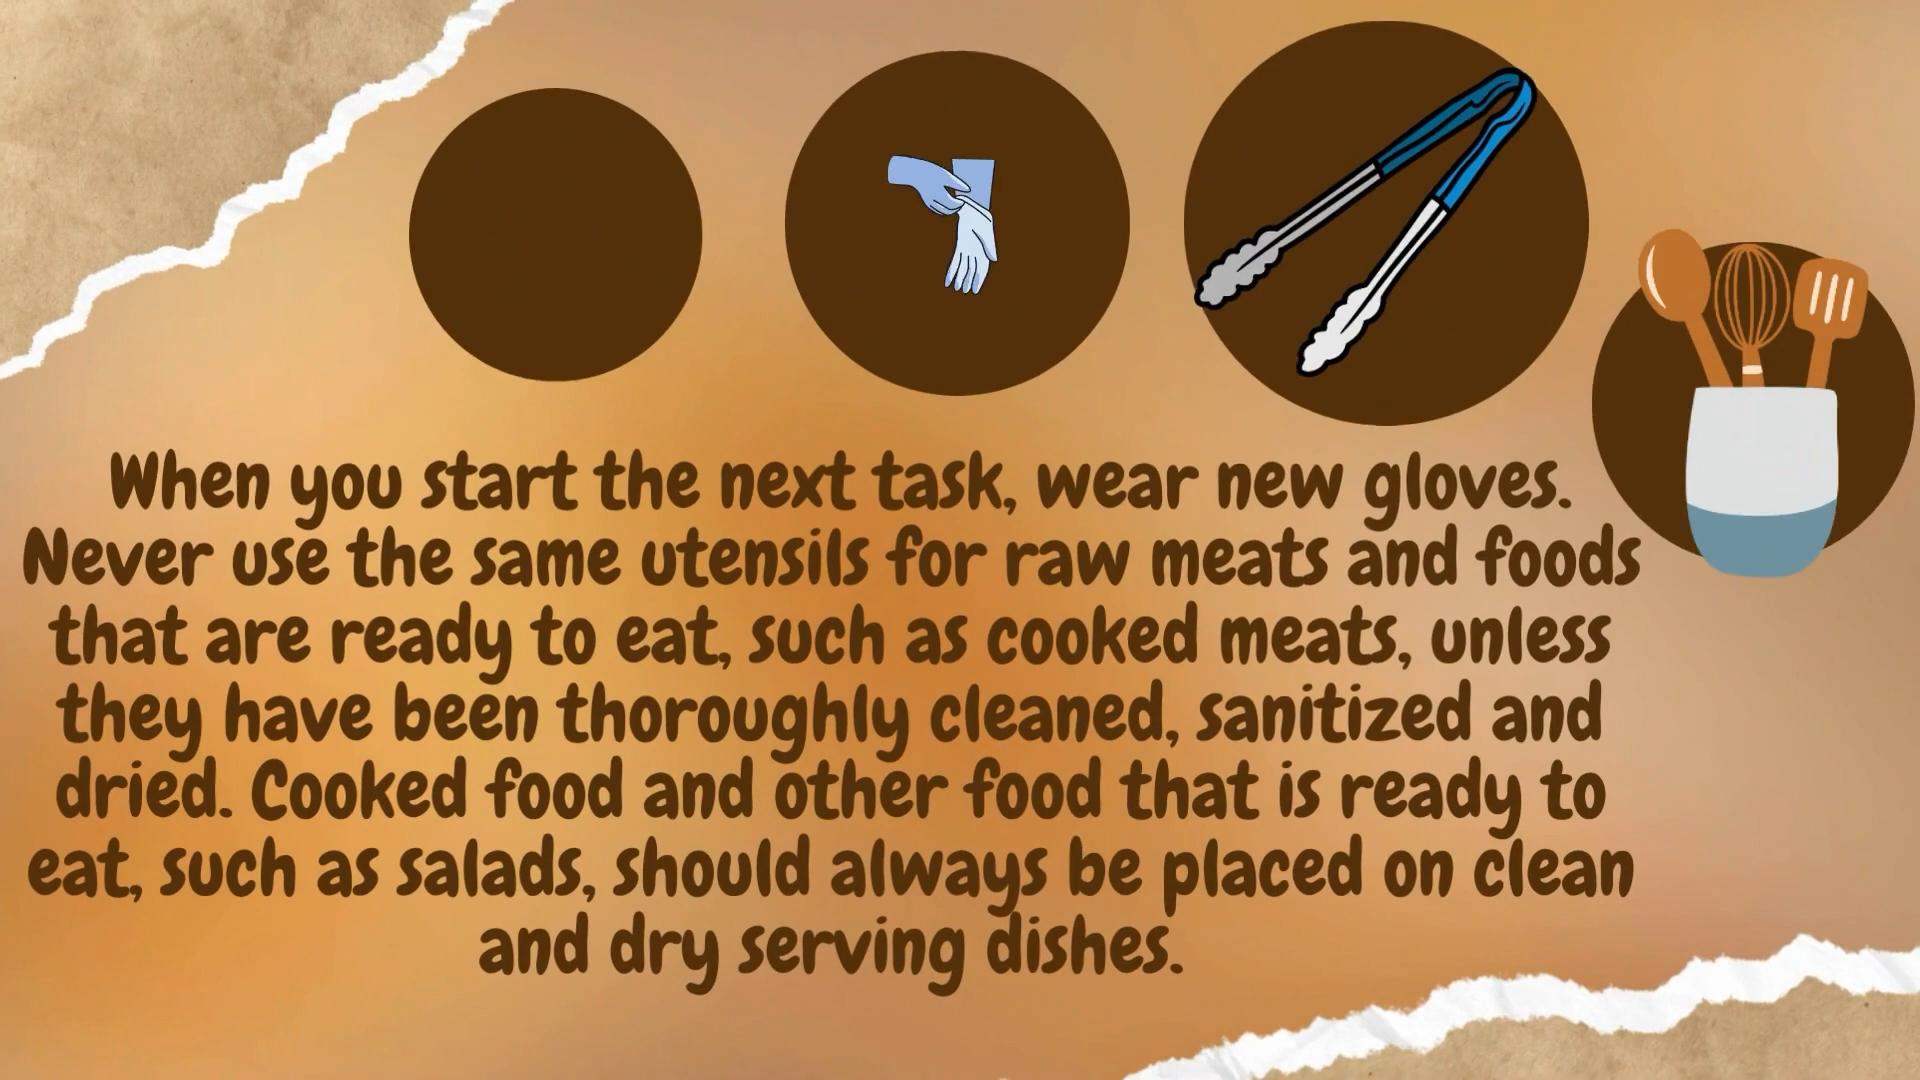 When you start the next task, wear new gloves.
Never use the same utensils for raw meats and foods
that are ready to eat, such as cooked meats, unless
they have been thoroughly cleaned, sanitized and
dried. Cooked food and other food that is ready to
eat, such as salads, should always be placed on clean
and dry serving dishes.